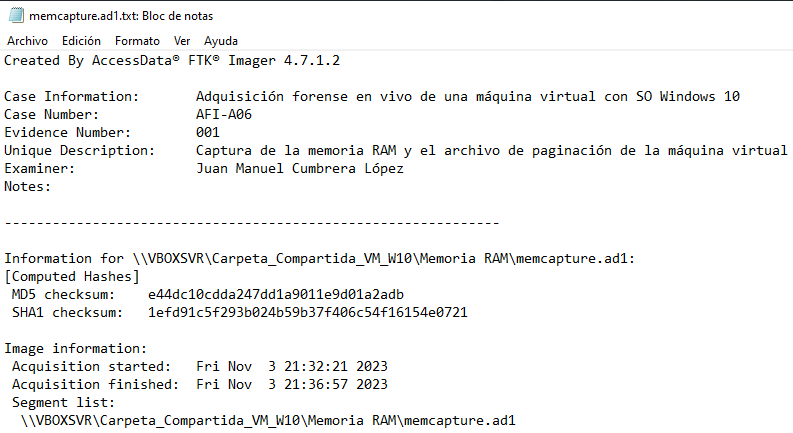 memcapture.ad1.txt: Bloc de notas
Archivo Edición Formato Ver Ayuda
Created By AccessData® FTK® Imager 4.7.1.2
Case Information: Adquisición forense en vivo de una máquina virtual con SO Windows 10
Case Number: AFI-A06
Evidence Number: 001
Unique Description: Captura de la memoria RAM y el archivo de paginación de la máquina virtual
Examiner: Juan Manuel Cumbrera López
Notes:
--------------------------------------------------------------
Information for \\VBOXSVR\Carpeta_Compartida_VM_W10\Memoria RAM\memcapture.ad1:
[Computed Hashes]
MD5 checksum: e44dc10cdda247dd1a9011e9d01a2adb
SHA1 checksum: 1efd91c5f293b024b59b37f406c54f16154e0721
Image information:
Acquisition started: Fri Nov 3 21:32:21 2023
Acquisition finished: Fri Nov 3 21:36:57 2023
Segment list:
\\VBOXSVR\Carpeta_Compartida_VM_W10\Memoria RAM\memcapture.ad1